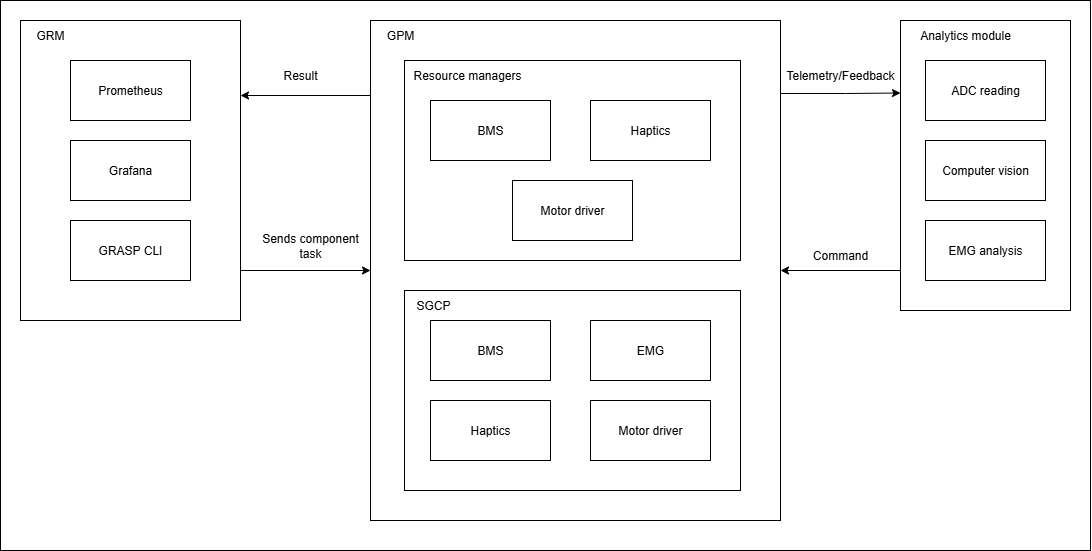 GRM
Prometheus
Grafana
GRASP CLI
Result
Sends component
task
GPM
Resource managers
BMS
Haptics
Motor driver
SGCP
BMS
EMG
Haptics
Motor driver
Telemetry/Feedback
Command
Analytics module
ADC reading
Computer vision
EMG analysis